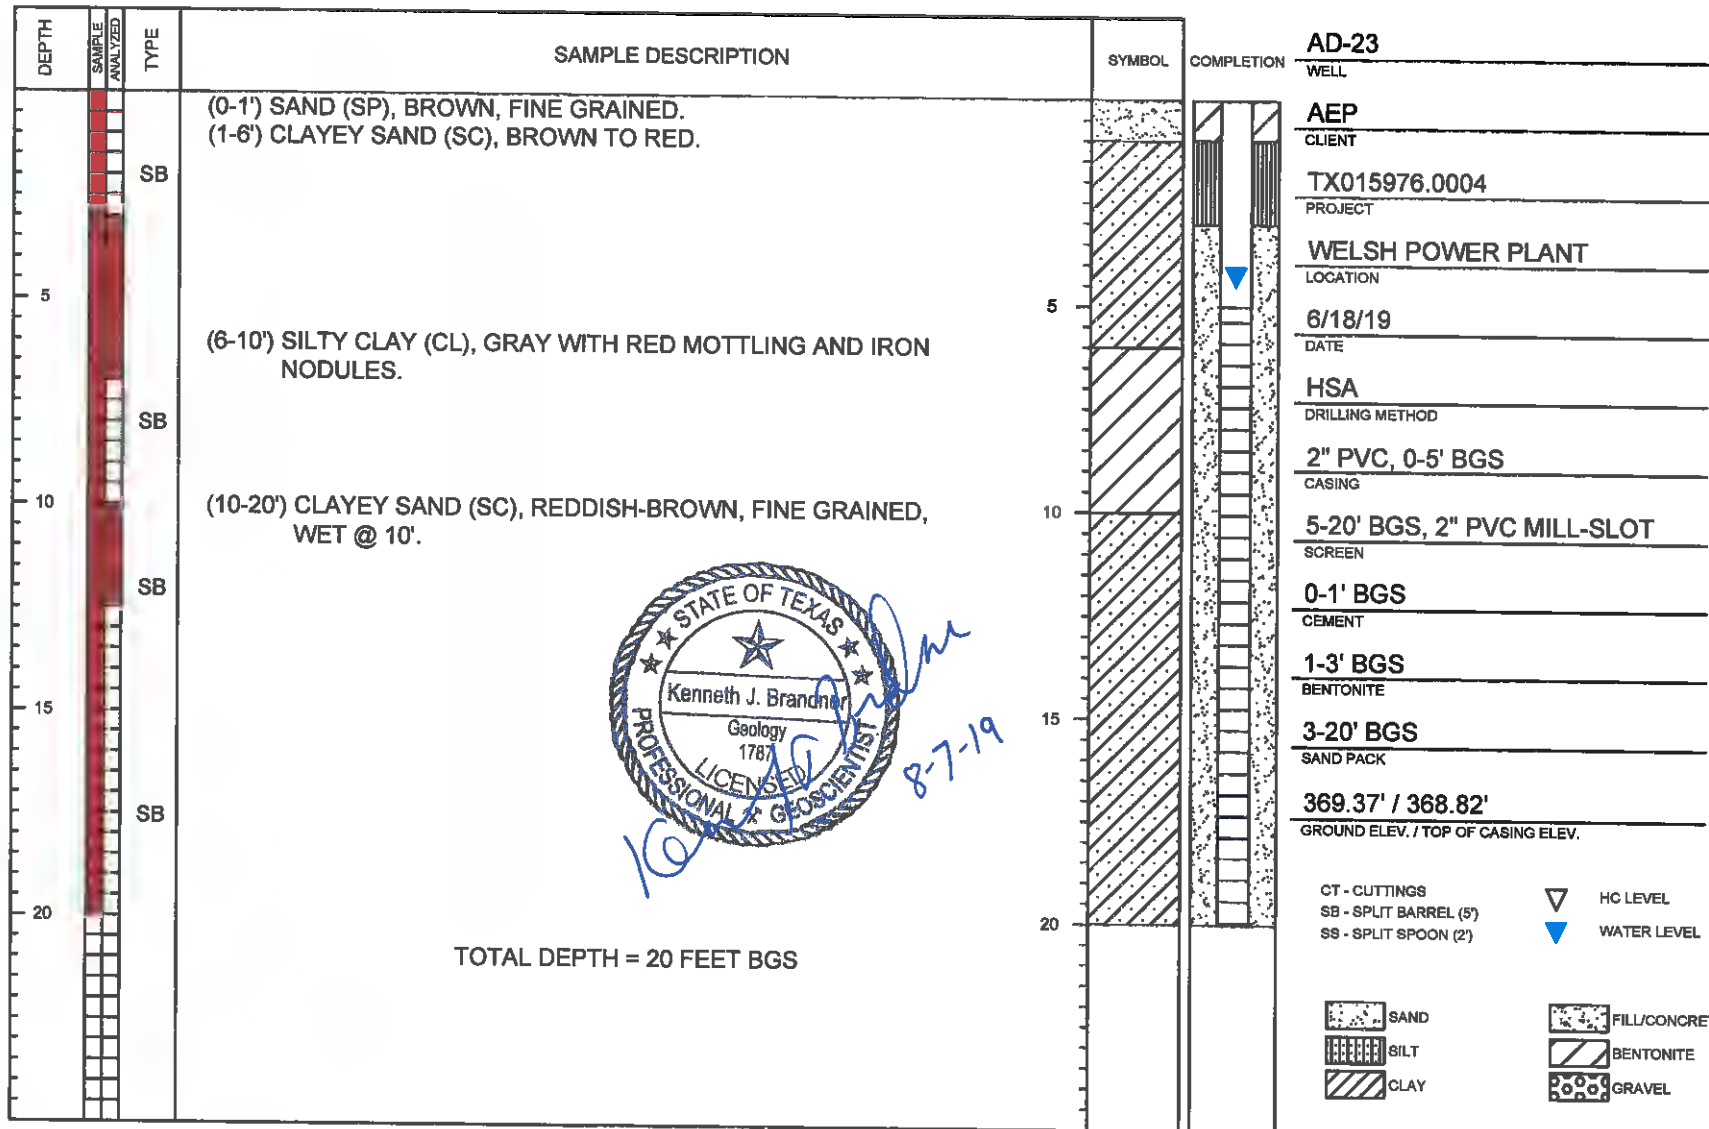 DEPTH
SAMPLE
ANALYZED
TYPE
SAMPLE DESCRIPTION
SYMBOL
COMPLETION
(0-1') SAND (SP), BROWN, FINE GRAINED.
(1-6') CLAYEY SAND (SC), BROWN TO RED.
SB
5
5
(6-10') SILTY CLAY (CL), GRAY WITH RED MOTTLING AND IRON
NODULES.
SB
10
10
(10-20') CLAYEY SAND (SC), REDDISH-BROWN, FINE GRAINED,
WET @ 10'.
SB
STATE OF TEXAS
Kenneth J. Brandner
Geology
1787
LICENSED
PROFESSIONAL GEOSCIENTIST
8-7-19
15
15
SB
20
20
TOTAL DEPTH = 20 FEET BGS
AD-23
WELL
AEP
CLIENT
TX015976.0004
PROJECT
WELSH POWER PLANT
LOCATION
6/18/19
DATE
HSA
DRILLING METHOD
2" PVC, 0-5' BGS
CASING
5-20' BGS, 2" PVC MILL-SLOT
SCREEN
0-1' BGS
CEMENT
1-3' BGS
BENTONITE
3-20' BGS
SAND PACK
369.37' / 368.82'
GROUND ELEV. / TOP OF CASING ELEV.
CT - CUTTINGS
SB - SPLIT BARREL (5')
SS - SPLIT SPOON (2')
HC LEVEL
WATER LEVEL
SAND
SILT
CLAY
FILL/CONCRE
BENTONITE
GRAVEL